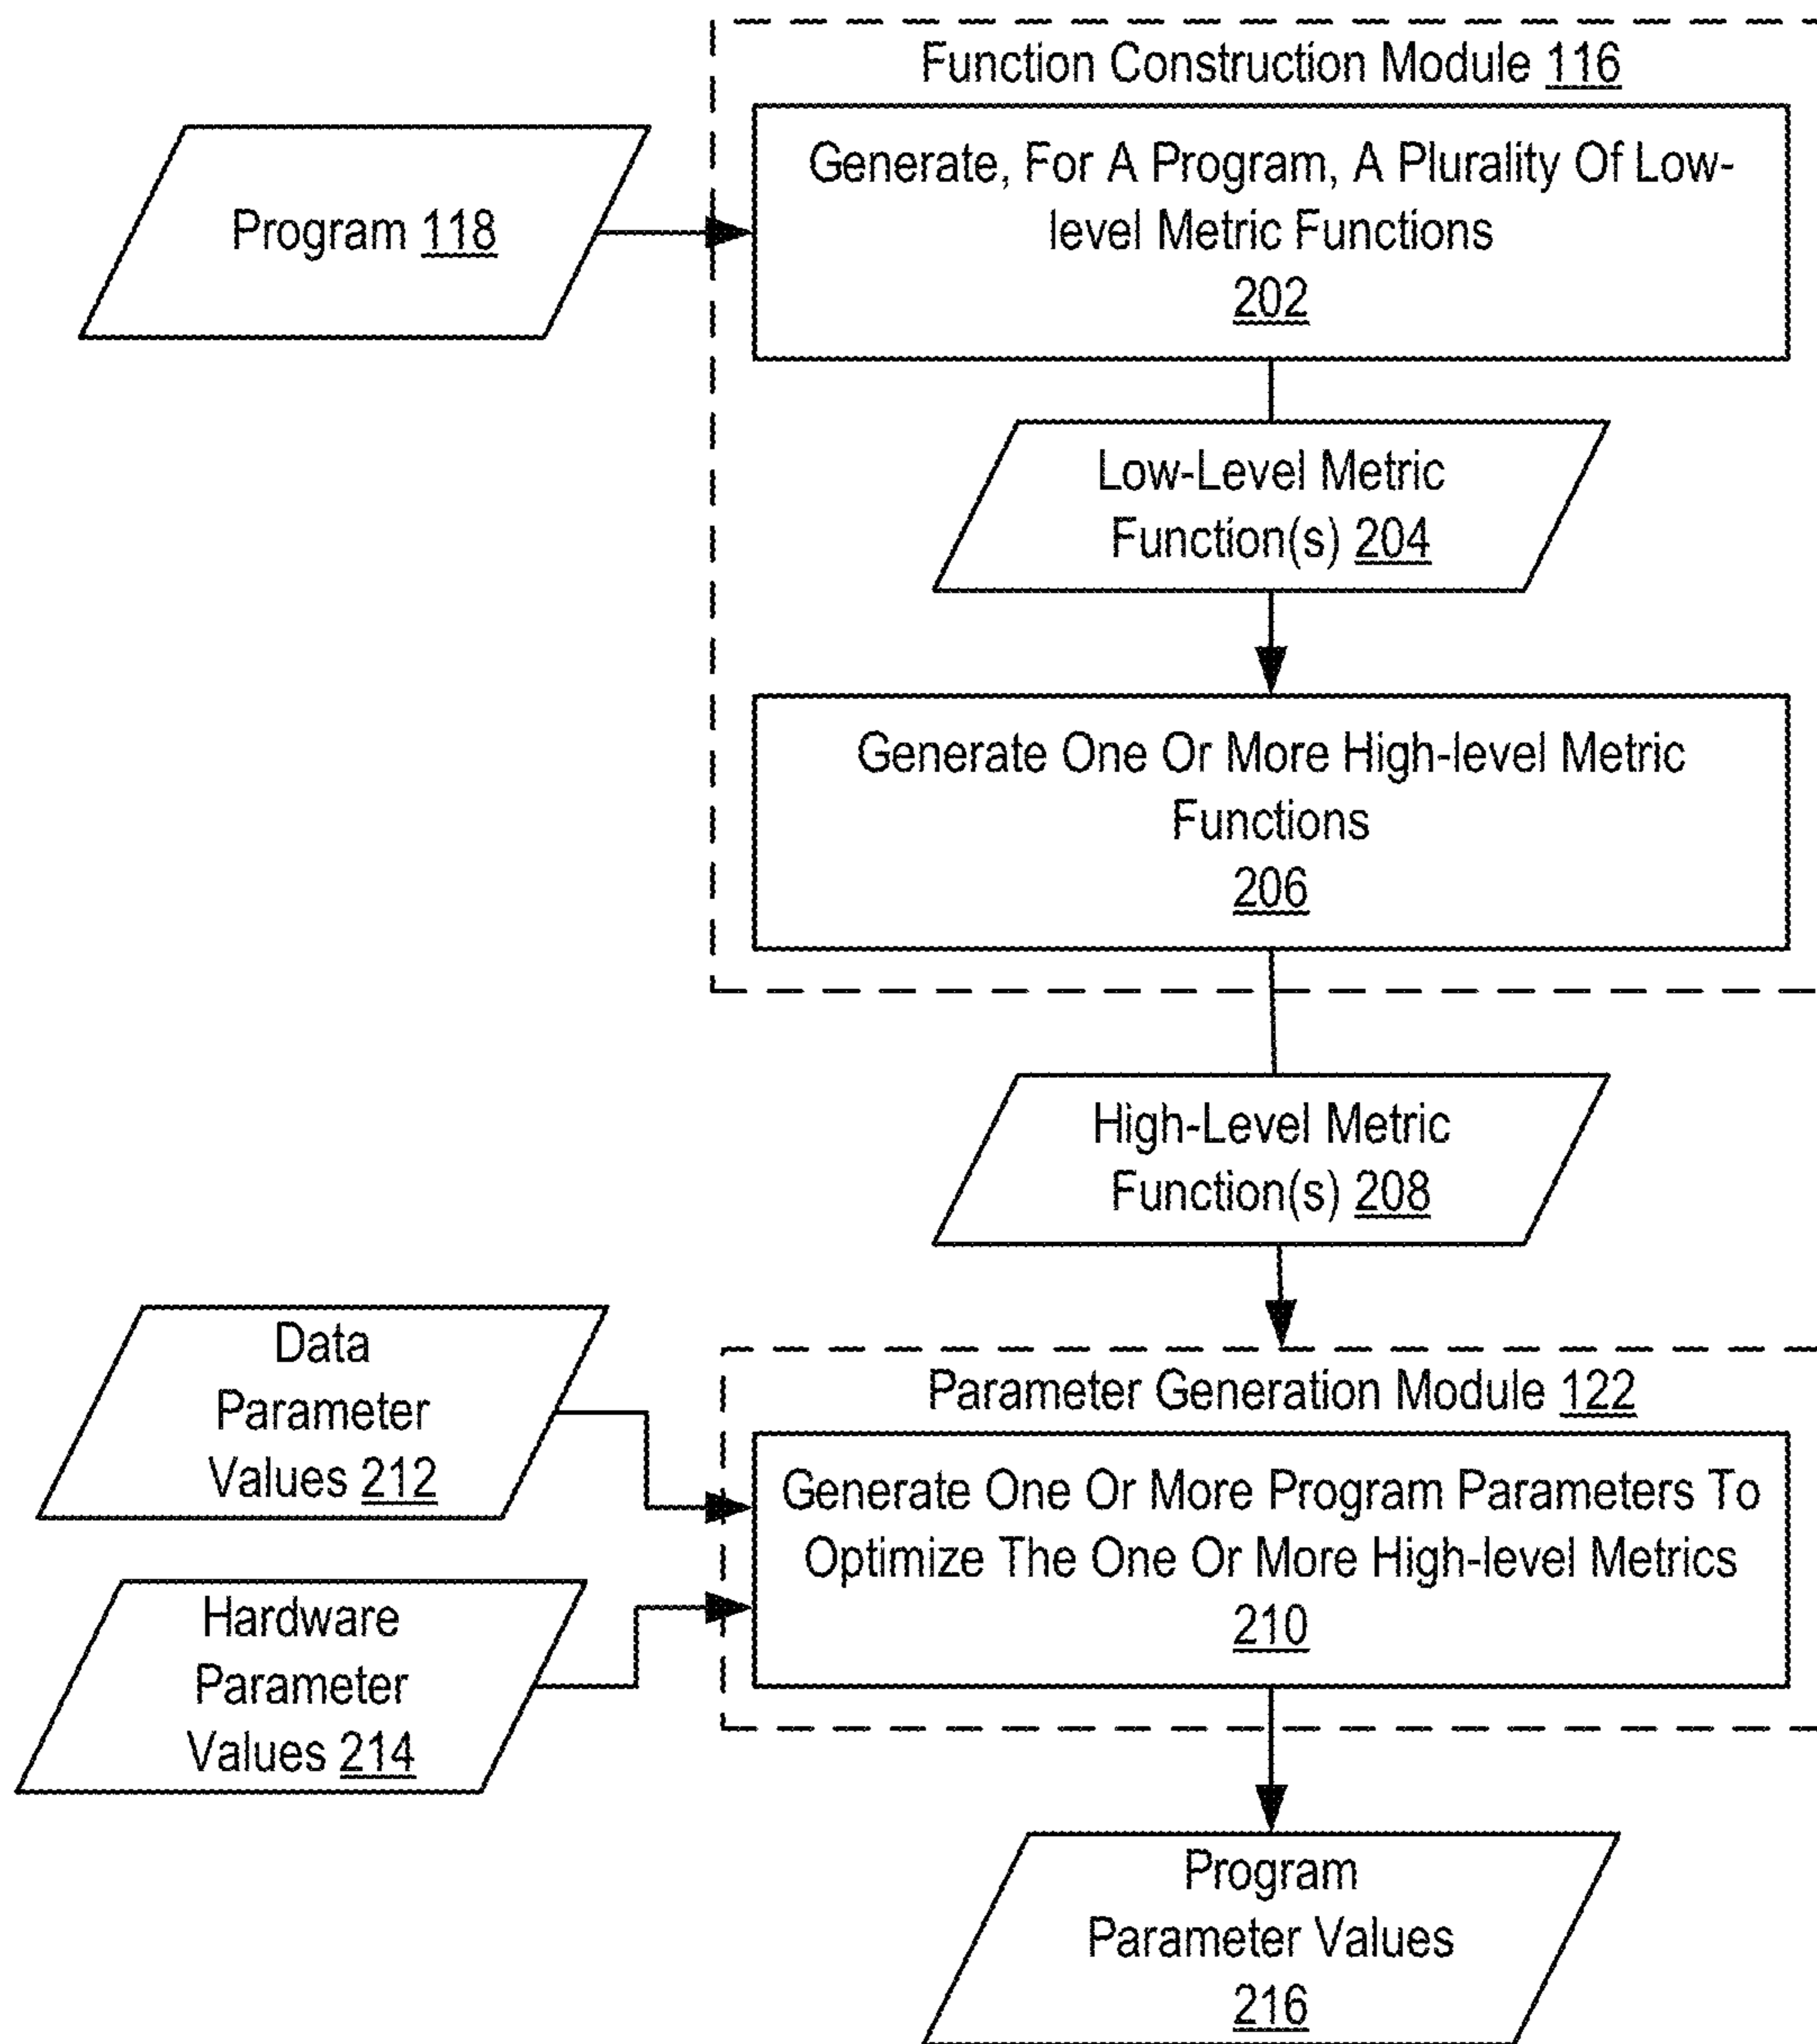 Function Construction Module 116
Program 118
Generate, For A Program, A Plurality Of Low-
level Metric Functions
202
Low-Level Metric
Function(s) 204
Generate One Or More High-level Metric
Functions
206
High-Level Metric
Function(s) 208
Data
Parameter
Values 212
Hardware
Parameter
Values 214
Parameter Generation Module 122
Generate One Or More Program Parameters To
Optimize The One Or More High-level Metrics
210
Program
Parameter Values
216